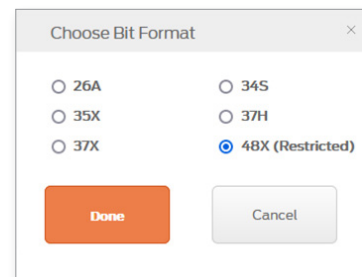 Choose Bit Format ×
26A 34S
35X 37H
37X 48X (Restricted)
Done Cancel